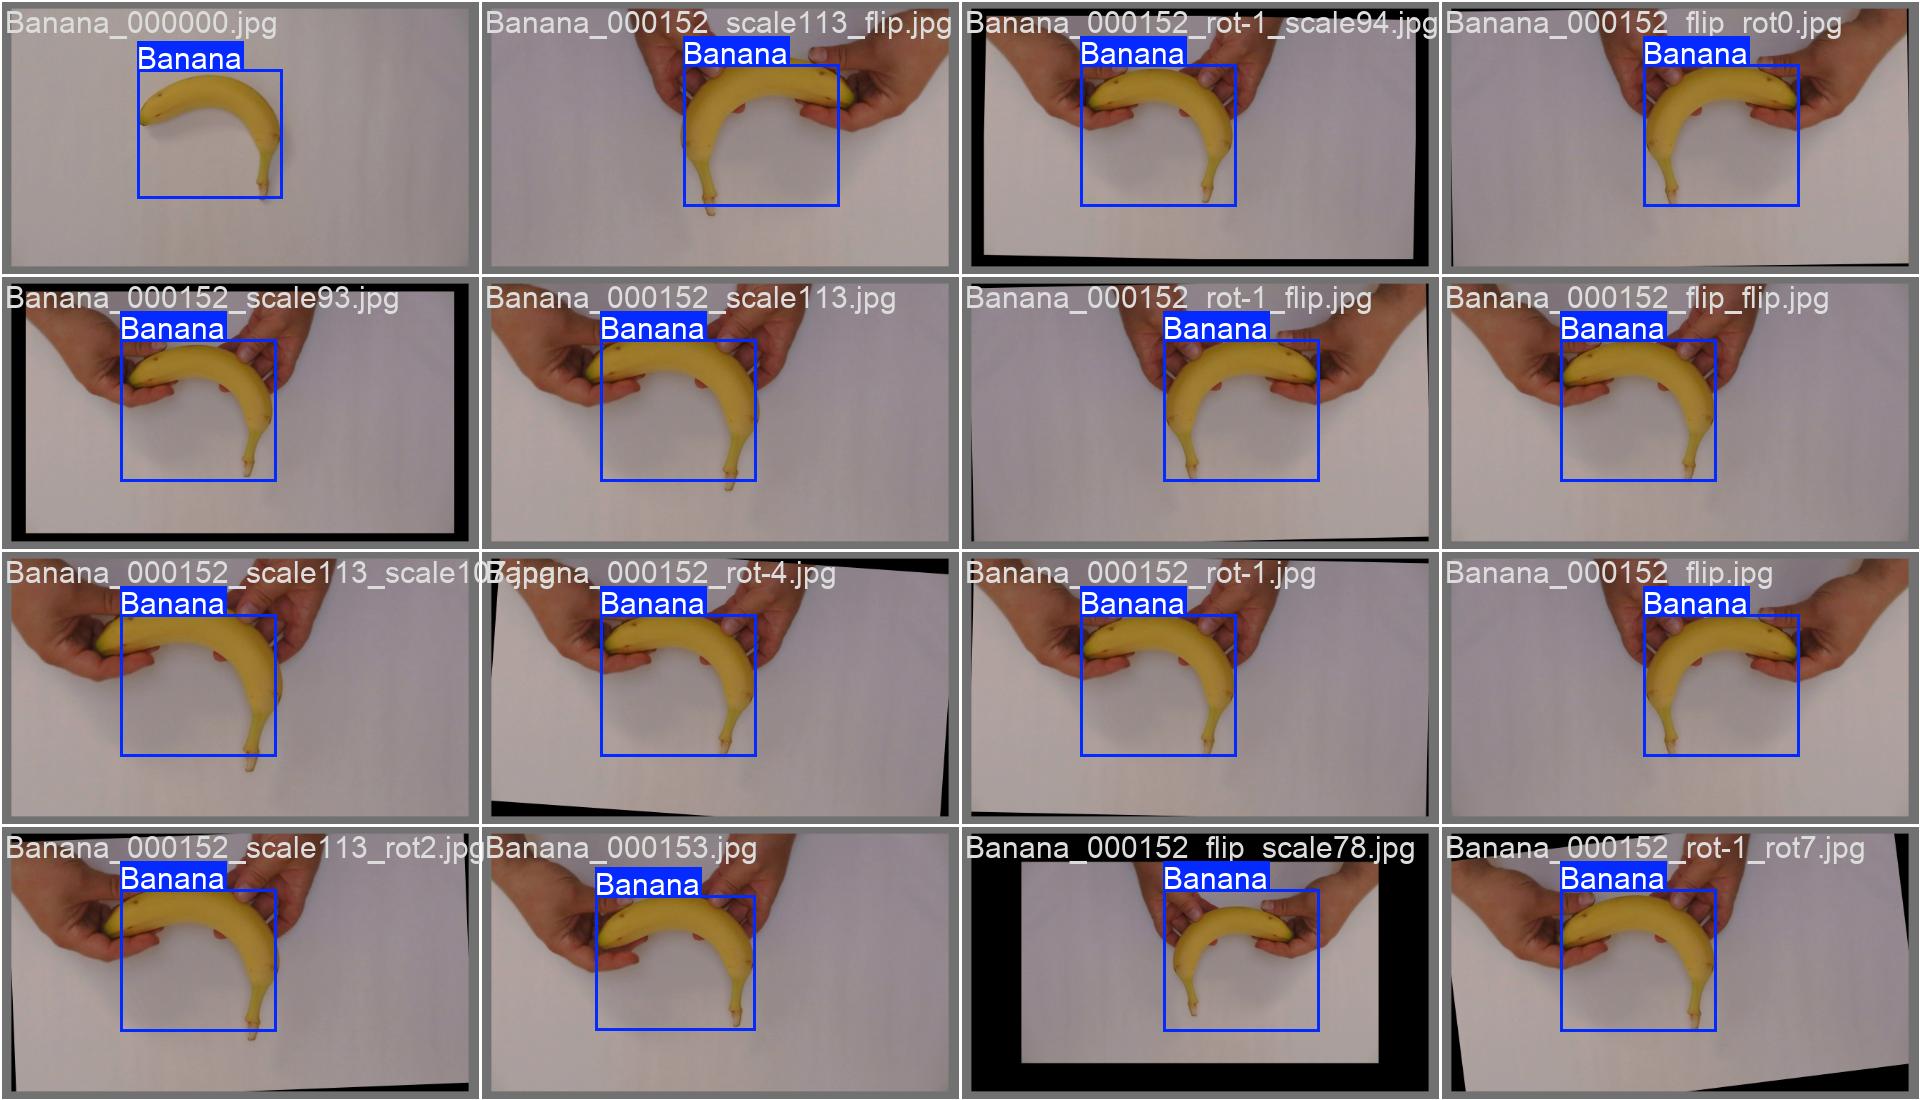 Banana_000000.jpg
Banana
Banana_000152_scale113_flip.jpg
Banana
Banana_000152_rot-1_scale94.jpg
Banana
Banana_000152_flip_rot0.jpg
Banana
Banana_000152_scale93.jpg
Banana
Banana_000152_scale113.jpg
Banana
Banana_000152_rot-1_flip.jpg
Banana
Banana_000152_flip_flip.jpg
Banana
Banana_000152_scale113_scale107.jpg
Banana
Banana_000152_rot-4.jpg
Banana
Banana_000152_rot-1.jpg
Banana
Banana_000152_flip.jpg
Banana
Banana_000152_scale113_rot2.jpg
Banana
Banana_000153.jpg
Banana
Banana_000152_flip_scale78.jpg
Banana
Banana_000152_rot-1_rot7.jpg
Banana